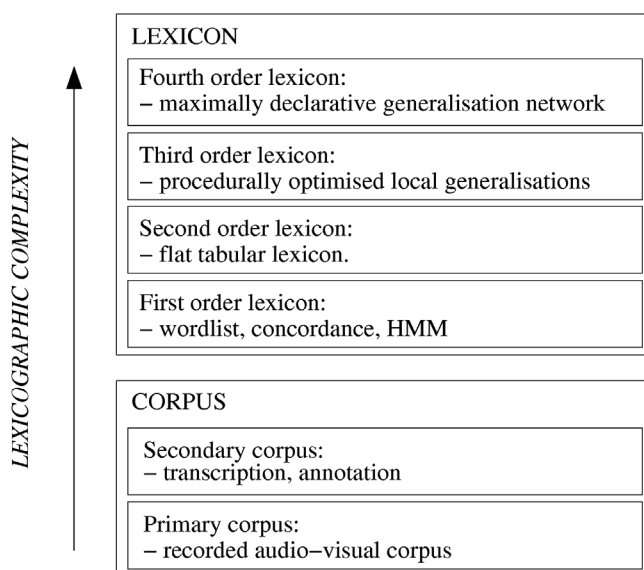 LEXICON
Fourth order lexicon:
– maximally declarative generalisation network
Third order lexicon:
– procedurally optimised local generalisations
Second order lexicon:
– flat tabular lexicon.
First order lexicon:
– wordlist, concordance, HMM
CORPUS
Secondary corpus:
– transcription, annotation
Primary corpus:
– recorded audio–visual corpus
LEXICOGRAPHIC COMPLEXITY